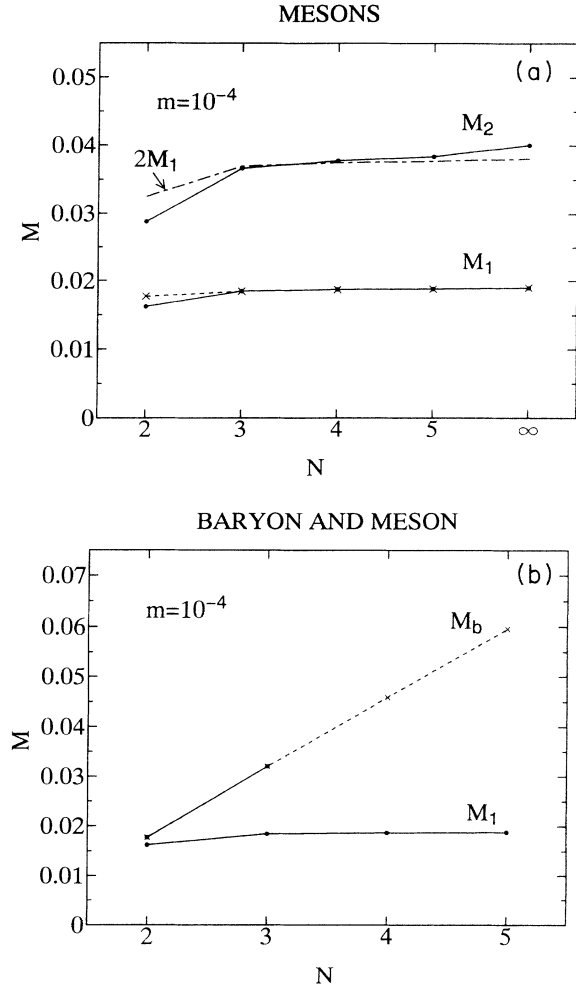 MESONS
(a)
m=10⁻⁴
0.05
0.04
0.03
0.02
0.01
0
M
2M₁
M₂
M₁
2 3 4 5 ∞
N
BARYON AND MESON
(b)
m=10⁻⁴
0.07
0.06
0.05
0.04
0.03
0.02
0.01
0
M
M_b
M₁
2 3 4 5
N